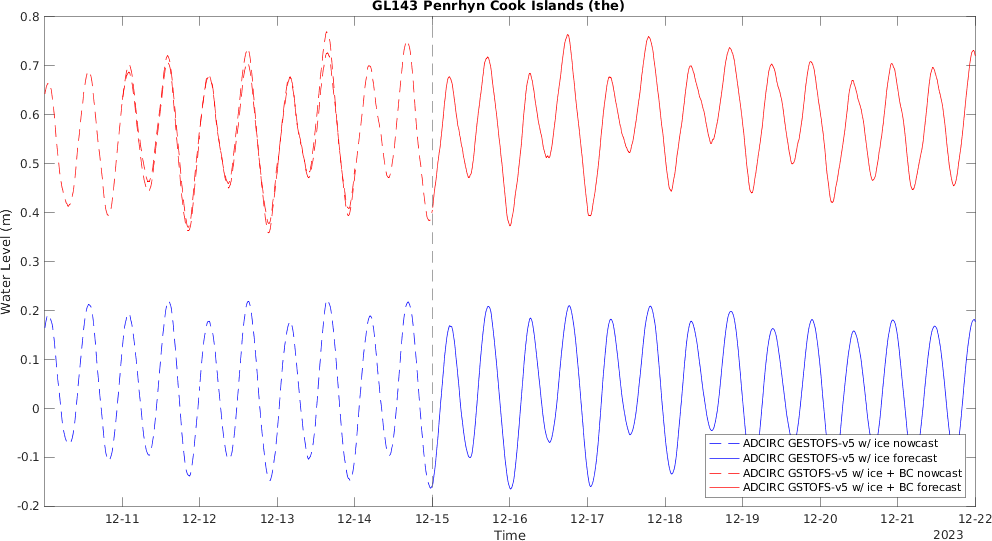 GL143 Penrhyn Cook Islands (the)
0.8
0.7
0.6
0.5
0.4
0.3
0.2
0.1
0
-0.1
-0.2
Water Level (m)
ADCIRC GESTOFS-v5 w/ ice nowcast
ADCIRC GESTOFS-v5 w/ ice forecast
ADCIRC GSTOFS-v5 w/ ice + BC nowcast
ADCIRC GSTOFS-v5 w/ ice + BC forecast
12-11 12-12 12-13 12-14 12-15 12-16 12-17 12-18 12-19 12-20 12-21 12-22
Time
2023